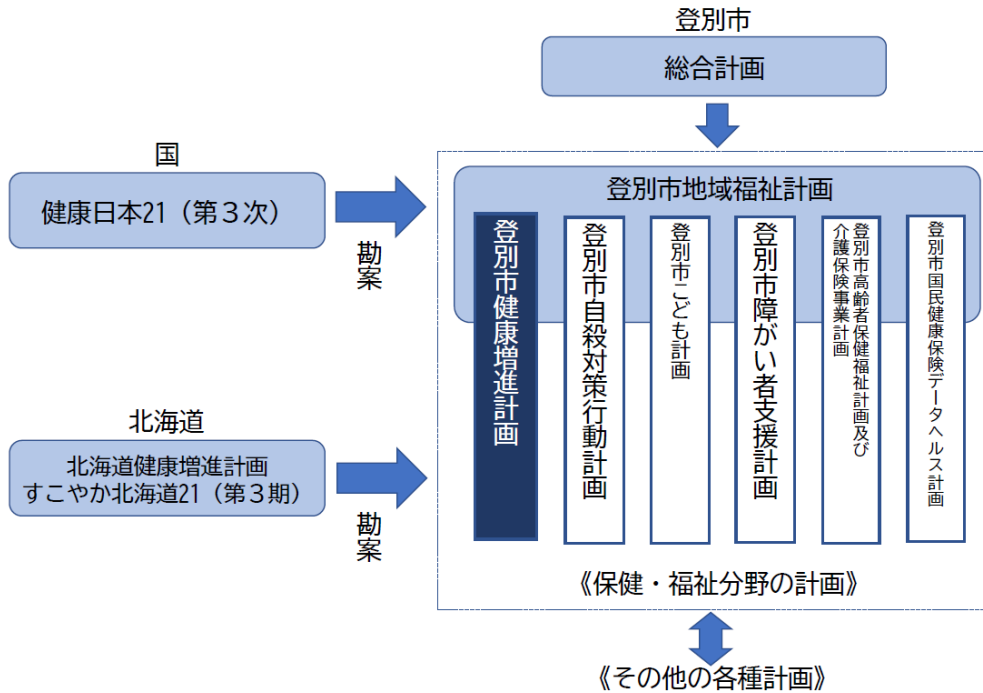 登別市
総合計画
国
健康日本21（第３次）
勘案
北海道
北海道健康増進計画
すこやか北海道21（第３期）
勘案
登別市地域福祉計画
登別市健康増進計画
登別市自殺対策行動計画
登別市こども計画
登別市障がい者支援計画
登別市高齢者保健福祉計画及び
介護保険事業計画
登別市国民健康保険データヘルス計画
《保健・福祉分野の計画》
《その他の各種計画》